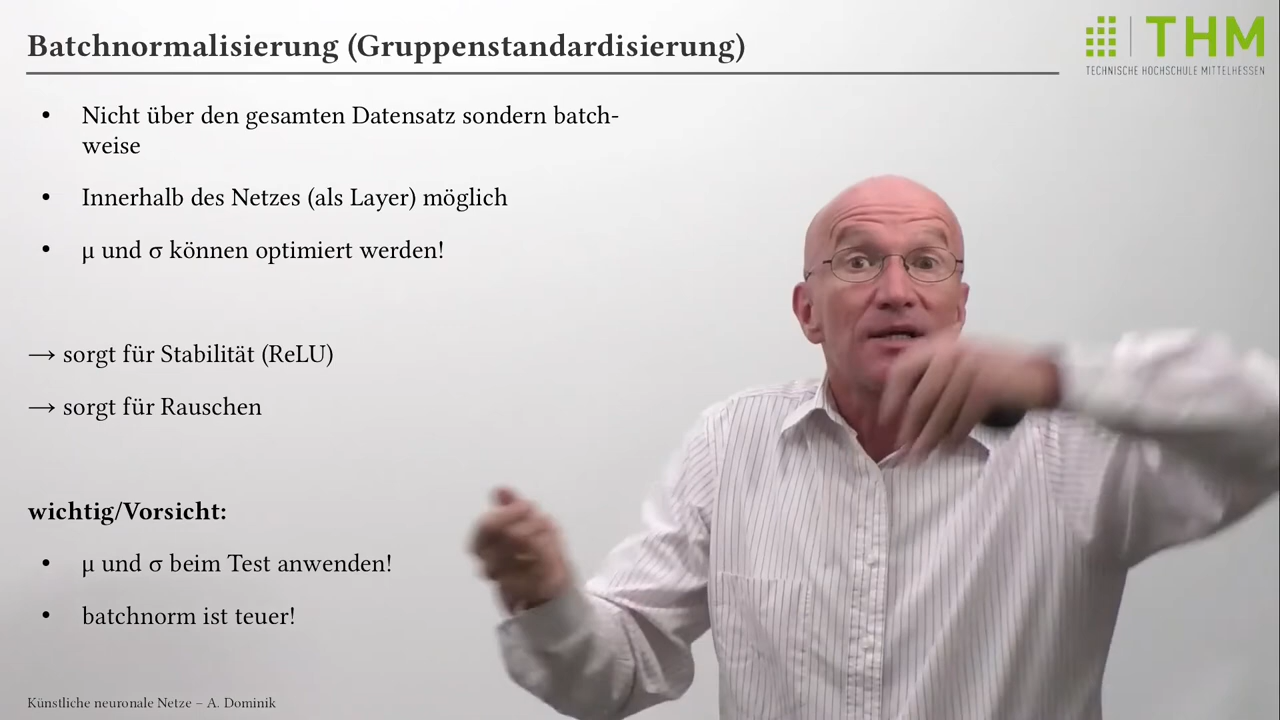 Batchnormalisierung (Gruppenstandardisierung)
THM
TECHNISCHE HOCHSCHULE MITTELHESSEN
• Nicht über den gesamten Datensatz sondern batch-
weise
• Innerhalb des Netzes (als Layer) möglich
• μ und σ können optimiert werden!
→ sorgt für Stabilität (ReLU)
→ sorgt für Rauschen
wichtig/Vorsicht:
• μ und σ beim Test anwenden!
• batchnorm ist teuer!
Künstliche neuronale Netze – A. Dominik